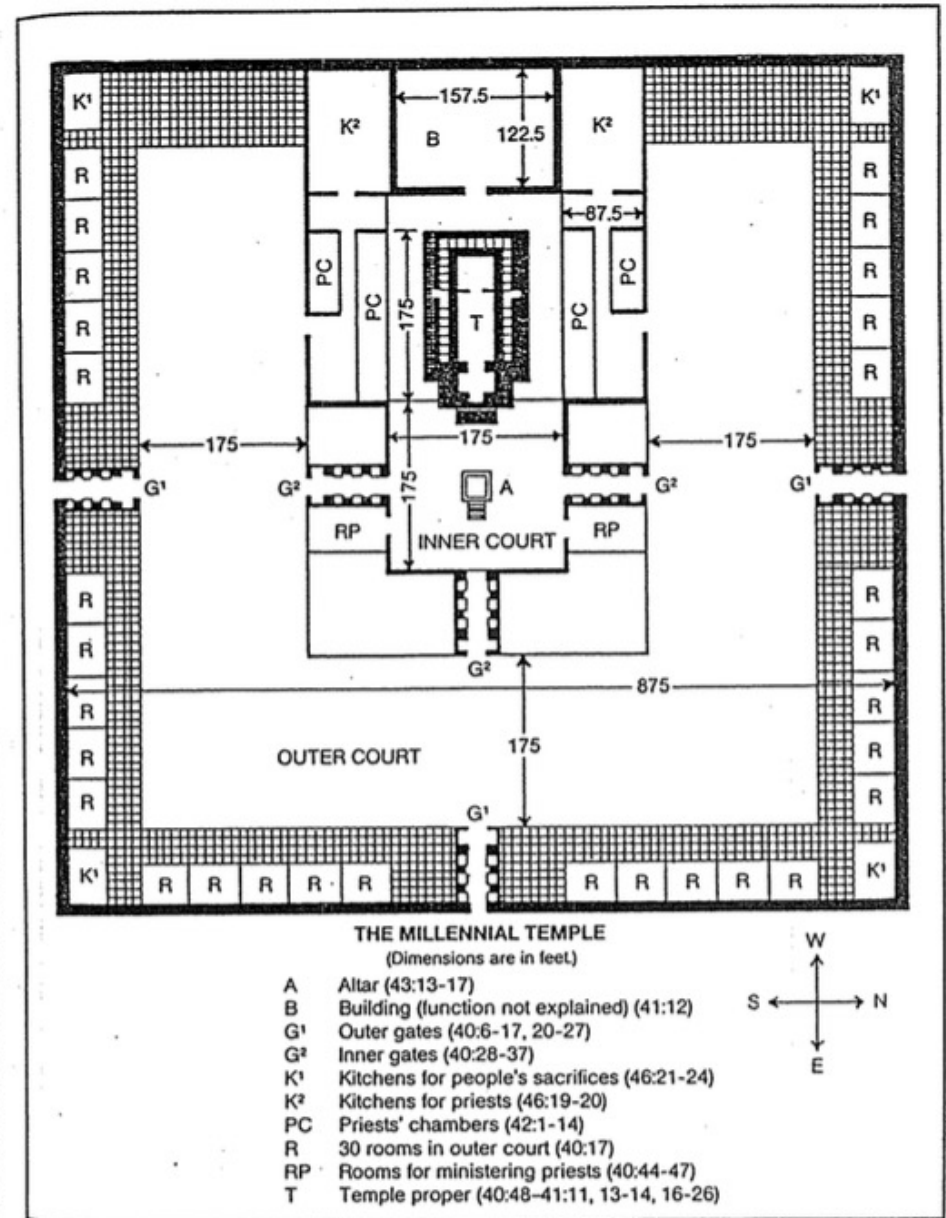 K¹
157.5
K¹
K²
B
122.5
K²
R
R
R
87.5
R
R
PC
PC
175
T
PC
PC
R
R
R
R
R
175
175
175
G¹
G²
175
A
G²
G¹
RP
INNER COURT
RP
R
R
R
R
G²
875
R
R
OUTER COURT
175
R
R
R
R
G¹
K¹
R R R R R
R R R R R
K¹
THE MILLENNIAL TEMPLE
(Dimensions are in feet.)
A Altar (43:13-17)
B Building (function not explained) (41:12)
G¹ Outer gates (40:6-17, 20-27)
G² Inner gates (40:28-37)
K¹ Kitchens for people's sacrifices (46:21-24)
K² Kitchens for priests (46:19-20)
PC Priests' chambers (42:1-14)
R 30 rooms in outer court (40:17)
RP Rooms for ministering priests (40:44-47)
T Temple proper (40:48–41:11, 13-14, 16-26)
W
S
N
E